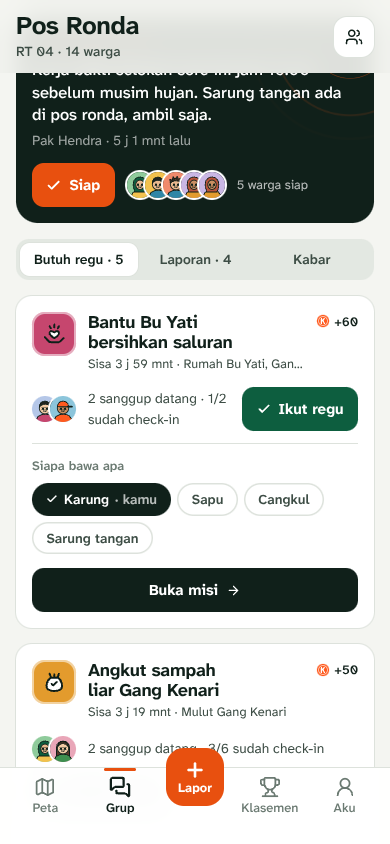 Pos Ronda
RT 04 · 14 warga
sebelum musim hujan. Sarung tangan ada
di pos ronda, ambil saja.
Pak Hendra · 5 j 1 mnt lalu
Siap
5 warga siap
Butuh regu · 5
Laporan · 4
Kabar
Bantu Bu Yati
bersihkan saluran
+60
Sisa 3 j 59 mnt · Rumah Bu Yati, Gan...
2 sanggup datang · 1/2
sudah check-in
Ikut regu
Siapa bawa apa
Karung · kamu
Sapu
Cangkul
Sarung tangan
Buka misi →
Angkut sampah
liar Gang Kenari
+50
Sisa 3 j 19 mnt · Mulut Gang Kenari
2 sanggup datang · 3/6 sudah check-in
Peta
Grup
Lapor
Klasemen
Aku